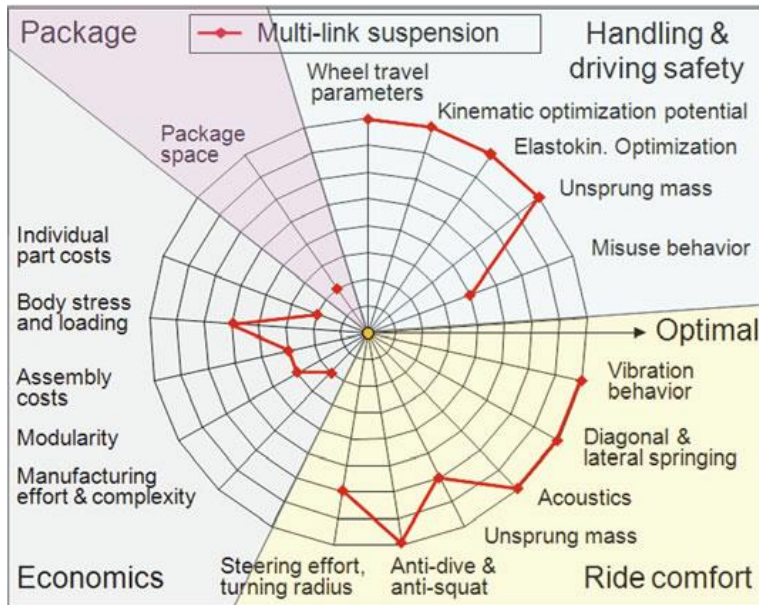 Package
Multi-link suspension
Handling &
driving safety
Wheel travel
parameters
Kinematic optimization potential
Elastokin. Optimization
Unsprung mass
Misuse behavior
Package
space
Individual
part costs
Body stress
and loading
Assembly
costs
Modularity
Manufacturing
effort & complexity
Economics
Optimal
Vibration
behavior
Diagonal &
lateral springing
Acoustics
Unsprung mass
Anti-dive &
anti-squat
Steering effort,
turning radius
Ride comfort